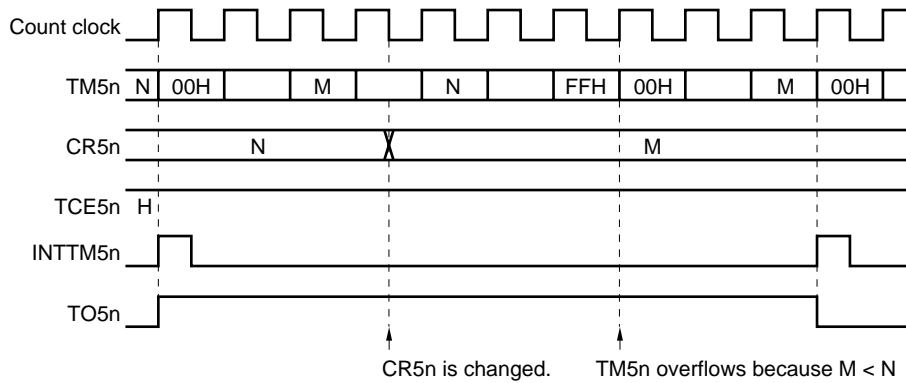 Count clock
TM5n N 00H M N FFH 00H M 00H
CR5n N M
TCE5n H
INTTM5n
TO5n
CR5n is changed. TM5n overflows because M < N